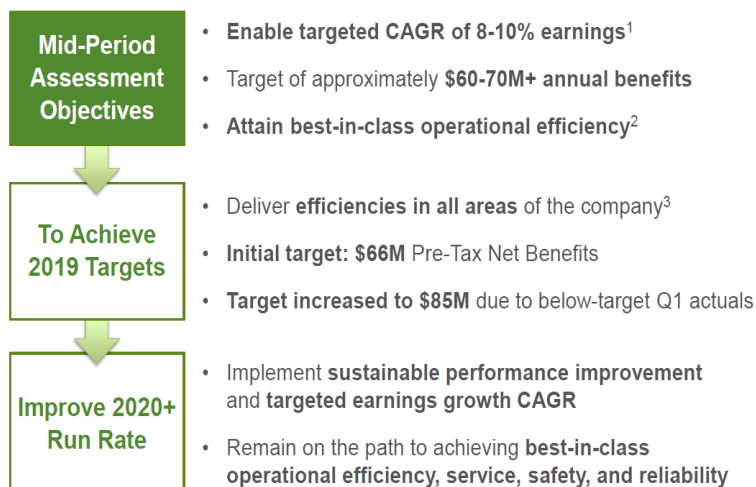 Mid-Period
Assessment
Objectives
• Enable targeted CAGR of 8-10% earnings¹
• Target of approximately $60-70M+ annual benefits
• Attain best-in-class operational efficiency²
To Achieve
2019 Targets
• Deliver efficiencies in all areas of the company³
• Initial target: $66M Pre-Tax Net Benefits
• Target increased to $85M due to below-target Q1 actuals
Improve 2020+
Run Rate
• Implement sustainable performance improvement
and targeted earnings growth CAGR
• Remain on the path to achieving best-in-class
operational efficiency, service, safety, and reliability